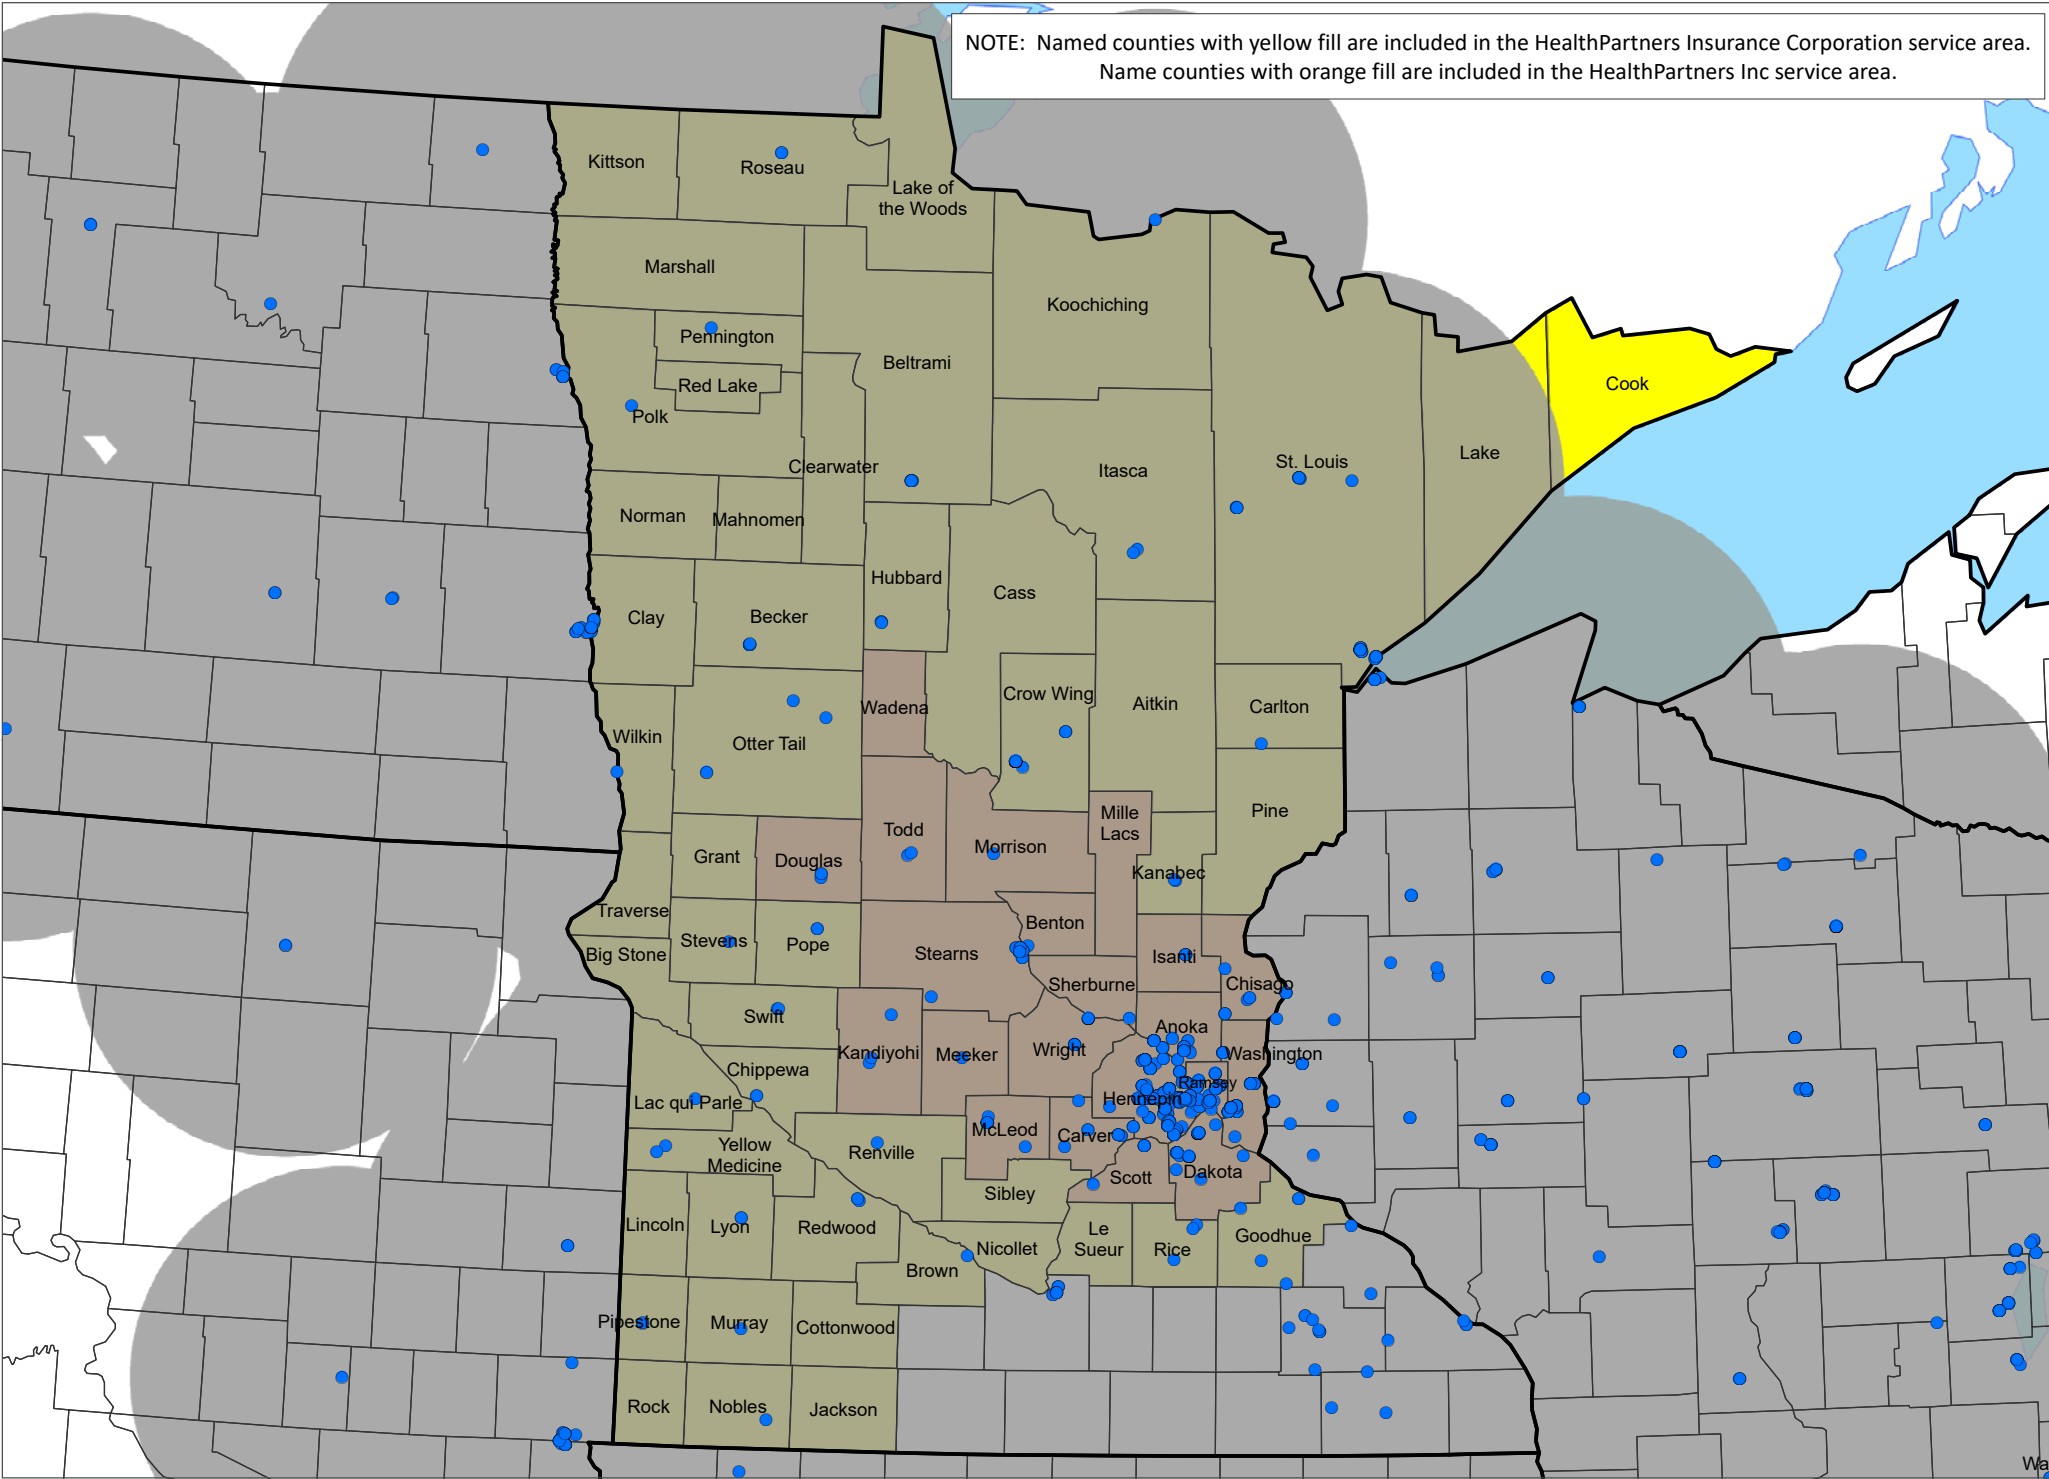 NOTE: Named counties with yellow fill are included in the HealthPartners Insurance Corporation service area.
Name counties with orange fill are included in the HealthPartners Inc service area.
Kittson
Roseau
Lake of
the Woods
Marshall
Koochiching
Pennington
Beltrami
Red Lake
Cook
Polk
Lake
St. Louis
Clearwater
Itasca
Norman
Mahnomen
Hubbard
Cass
Clay
Becker
Crow Wing
Aitkin
Wadena
Carlton
Wilkin
Otter Tail
Mille
Lacs
Pine
Todd
Morrison
Grant
Douglas
Kanabec
Traverse
Benton
Stevens
Pope
Big Stone
Stearns
Isanti
Sherburne
Chisago
Swift
Anoka
Kandiyohi
Meeker
Wright
Washington
Chippewa
Ramsey
Hennepin
Lac qui Parle
McLeod
Carver
Yellow
Medicine
Renville
Scott
Dakota
Sibley
Lincoln
Lyon
Redwood
Le
Sueur
Rice
Goodhue
Nicollet
Brown
Pipestone
Murray
Cottonwood
Rock
Nobles
Jackson
Wa